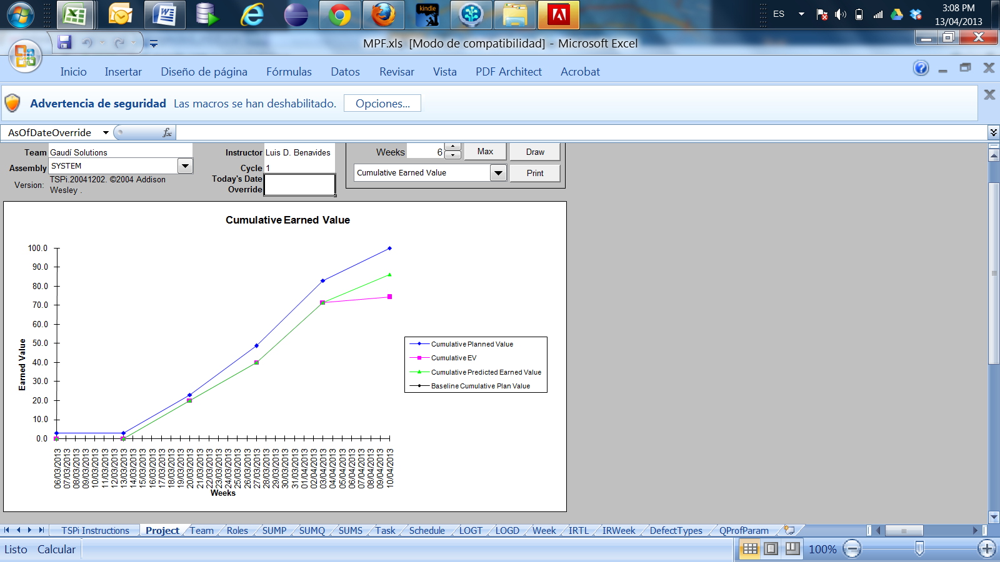 kindle
ES
3:08 PM
13/04/2013
MPF.xls [Modo de compatibilidad] - Microsoft Excel
Inicio Insertar Diseño de página Fórmulas Datos Revisar Vista PDF Architect Acrobat
Advertencia de seguridad Las macros se han deshabilitado. Opciones...
AsOfDateOverride fx
Team Gaudí Solutions Instructor Luis D. Benavides Weeks 6 Max Draw
Assembly SYSTEM Cycle 1 Cumulative Earned Value Print
Version: TSPi.20041202. ©2004 Addison Wesley . Today's Date Override
Cumulative Earned Value
100.0
90.0
80.0
70.0
60.0
50.0
40.0
30.0
20.0
10.0
0.0
Earned Value
Cumulative Planned Value
Cumulative EV
Cumulative Predicted Earned Value
Baseline Cumulative Plan Value
06/03/2013
07/03/2013
08/03/2013
09/03/2013
10/03/2013
11/03/2013
12/03/2013
13/03/2013
14/03/2013
15/03/2013
16/03/2013
17/03/2013
18/03/2013
19/03/2013
20/03/2013
21/03/2013
22/03/2013
23/03/2013
24/03/2013
25/03/2013
26/03/2013
27/03/2013
28/03/2013
29/03/2013
30/03/2013
31/03/2013
01/04/2013
02/04/2013
03/04/2013
04/04/2013
05/04/2013
06/04/2013
07/04/2013
08/04/2013
09/04/2013
10/04/2013
Weeks
TSPi Instructions Project Team Roles SUMP SUMQ SUMS Task Schedule LOGT LOGD Week IRTL IRWeek DefectTypes QProfParam
Listo Calcular 100%